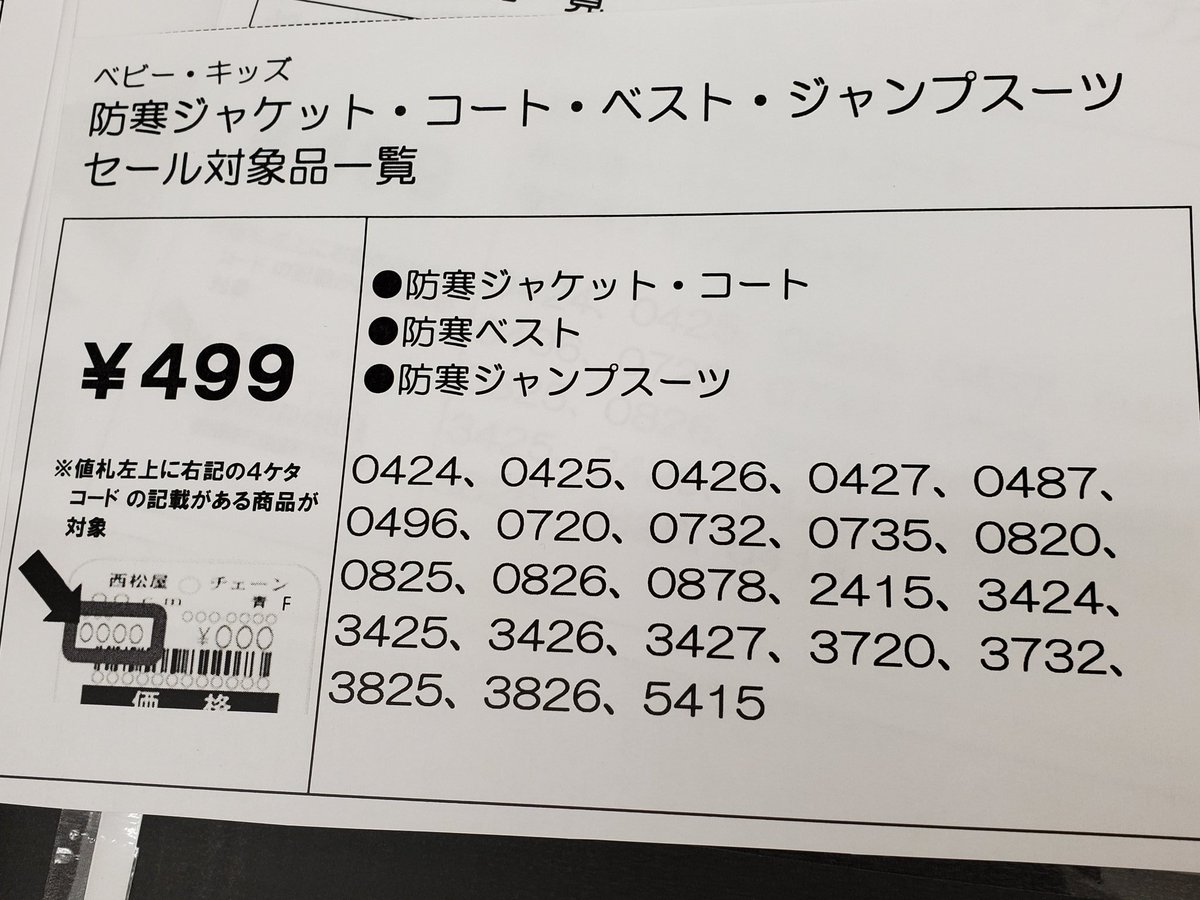 ベビー・キッズ
防寒ジャケット・コート・ベスト・ジャンプスーツ
セール対象品一覧
¥499
※値札左上に右記の4ケタ
コードの記載がある商品が
対象
西松屋 チェーン
青 F
○○○○○○○
○○○○ ¥○○○
価格
●防寒ジャケット・コート
●防寒ベスト
●防寒ジャンプスーツ
0424、0425、0426、0427、0487、
0496、0720、0732、0735、0820、
0825、0826、0878、2415、3424、
3425、3426、3427、3720、3732、
3825、3826、5415